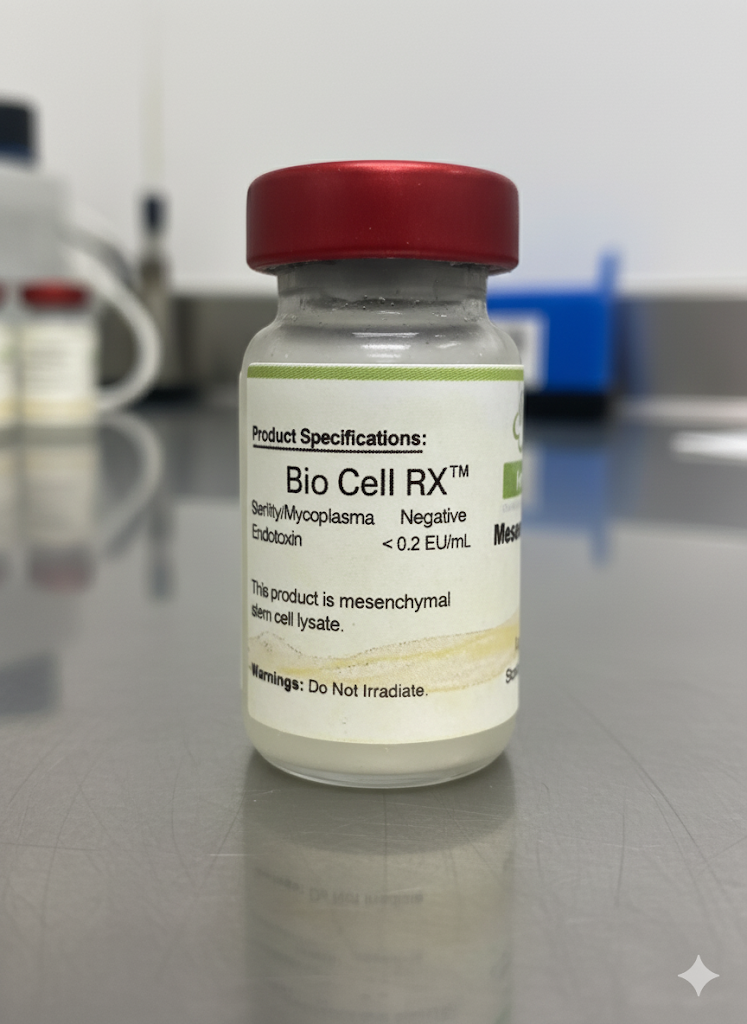 Product Specifications:
Bio Cell RX™
Sterility/Mycoplasma Negative
Endotoxin < 0.2 EU/mL
This product is mesenchymal
stem cell lysate.
Warnings: Do Not Irradiate.